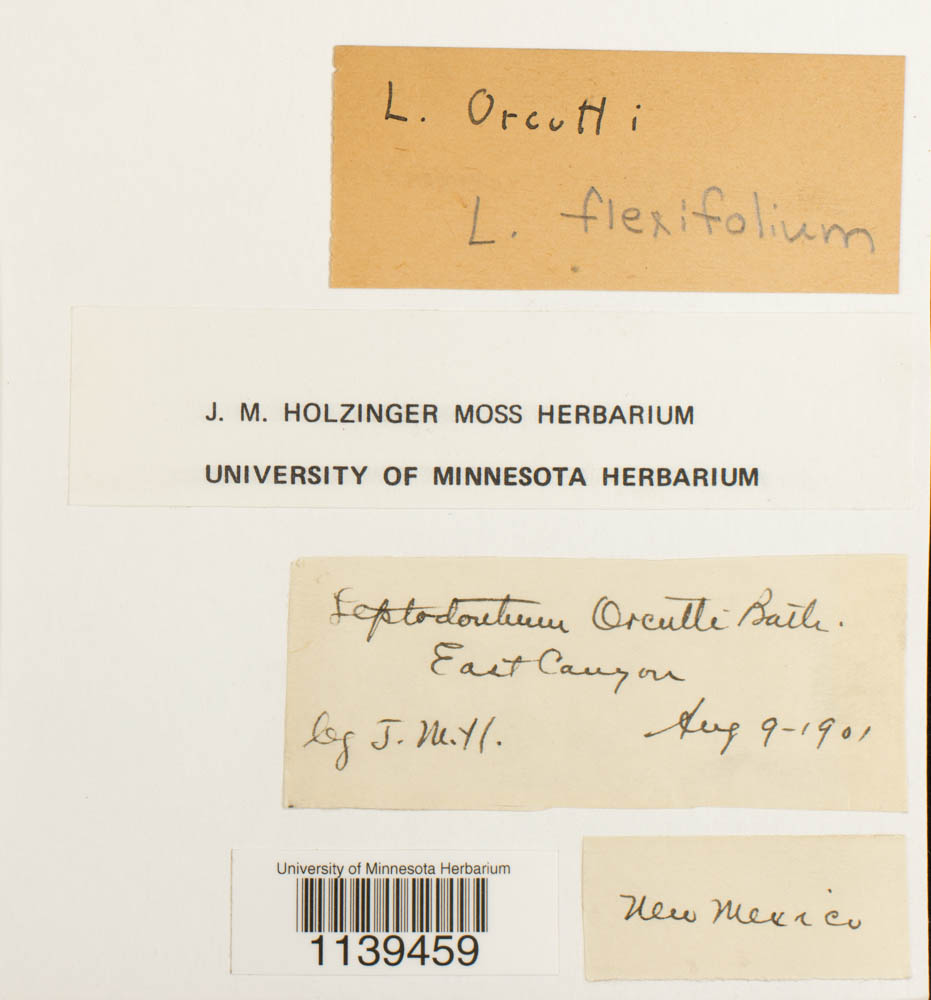 L. Orcutti
L. flexifolium
J. M. HOLZINGER MOSS HERBARIUM
UNIVERSITY OF MINNESOTA HERBARIUM
Leptodontium Orcutti Bartr.
East Canyon
leg J. M. H. Aug 9-1901
University of Minnesota Herbarium
1139459
New Mexico